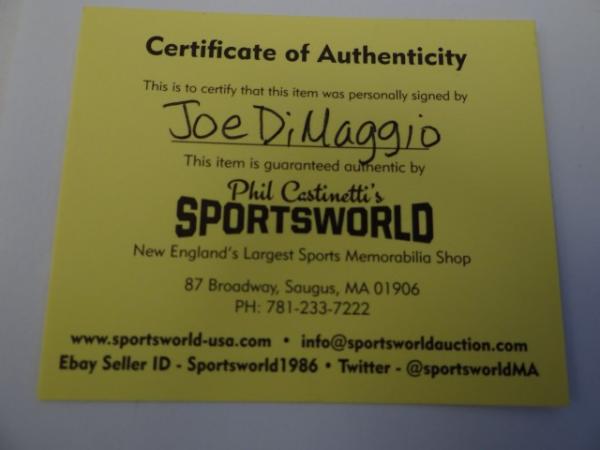 Certificate of Authenticity
This is to certify that this item was personally signed by
Joe DiMaggio
This item is guaranteed authentic by
Phil Castinetti's
SPORTSWORLD
New England's Largest Sports Memorabilia Shop
87 Broadway, Saugus, MA 01906
PH: 781-233-7222
www.sportsworld-usa.com • info@sportsworldauction.com
Ebay Seller ID - Sportsworld1986 • Twitter - @sportsworldMA